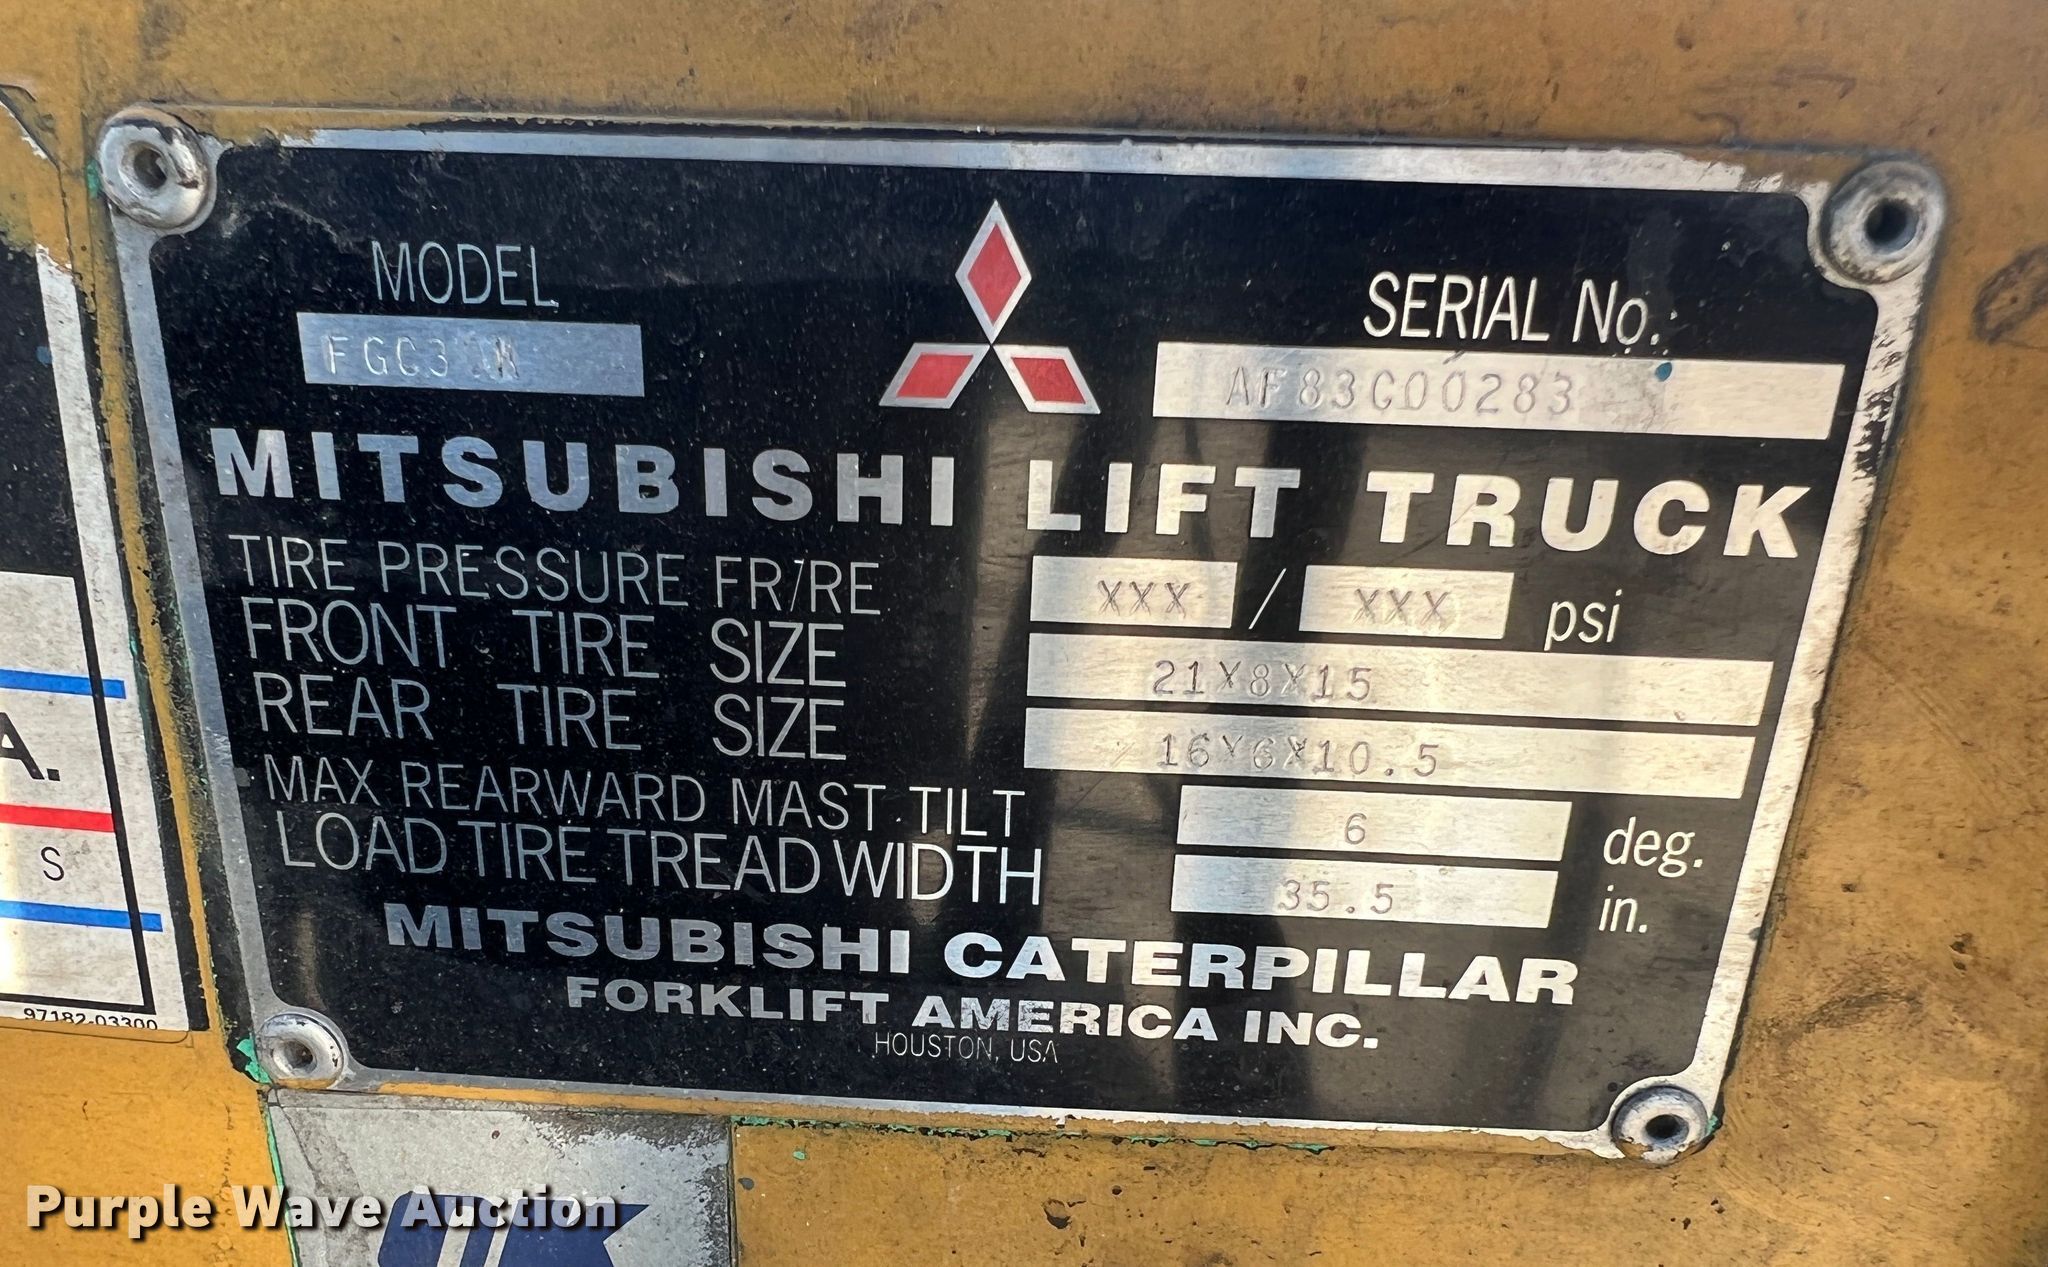 MODEL
SERIAL No.
AF83C00283
MITSUBISHI LIFT TRUCK
TIRE PRESSURE FR/RE XXX / XXX psi
FRONT TIRE SIZE 21X8X15
REAR TIRE SIZE 16X6X10.5
MAX REARWARD MAST TILT 6 deg.
LOAD TIRE TREAD WIDTH 35.5 in.
MITSUBISHI CATERPILLAR
FORKLIFT AMERICA INC.
HOUSTON, USA
A.
S
97182-03300
Purple Wave Auction